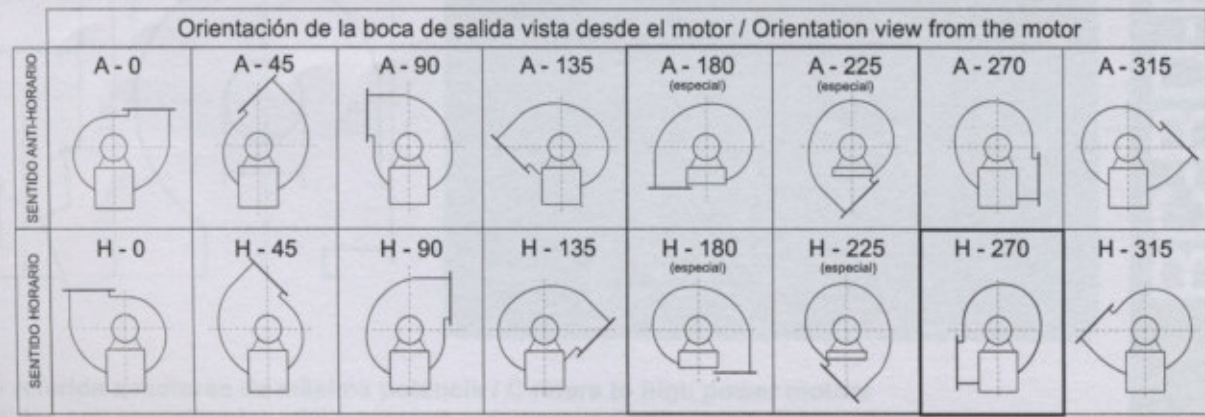 Orientación de la boca de salida vista desde el motor / Orientation view from the motor
SENTIDO ANTI-HORARIO
A - 0 A - 45 A - 90 A - 135 A - 180 A - 225 A - 270 A - 315
(especial) (especial)
SENTIDO HORARIO
H - 0 H - 45 H - 90 H - 135 H - 180 H - 225 H - 270 H - 315
(especial) (especial)